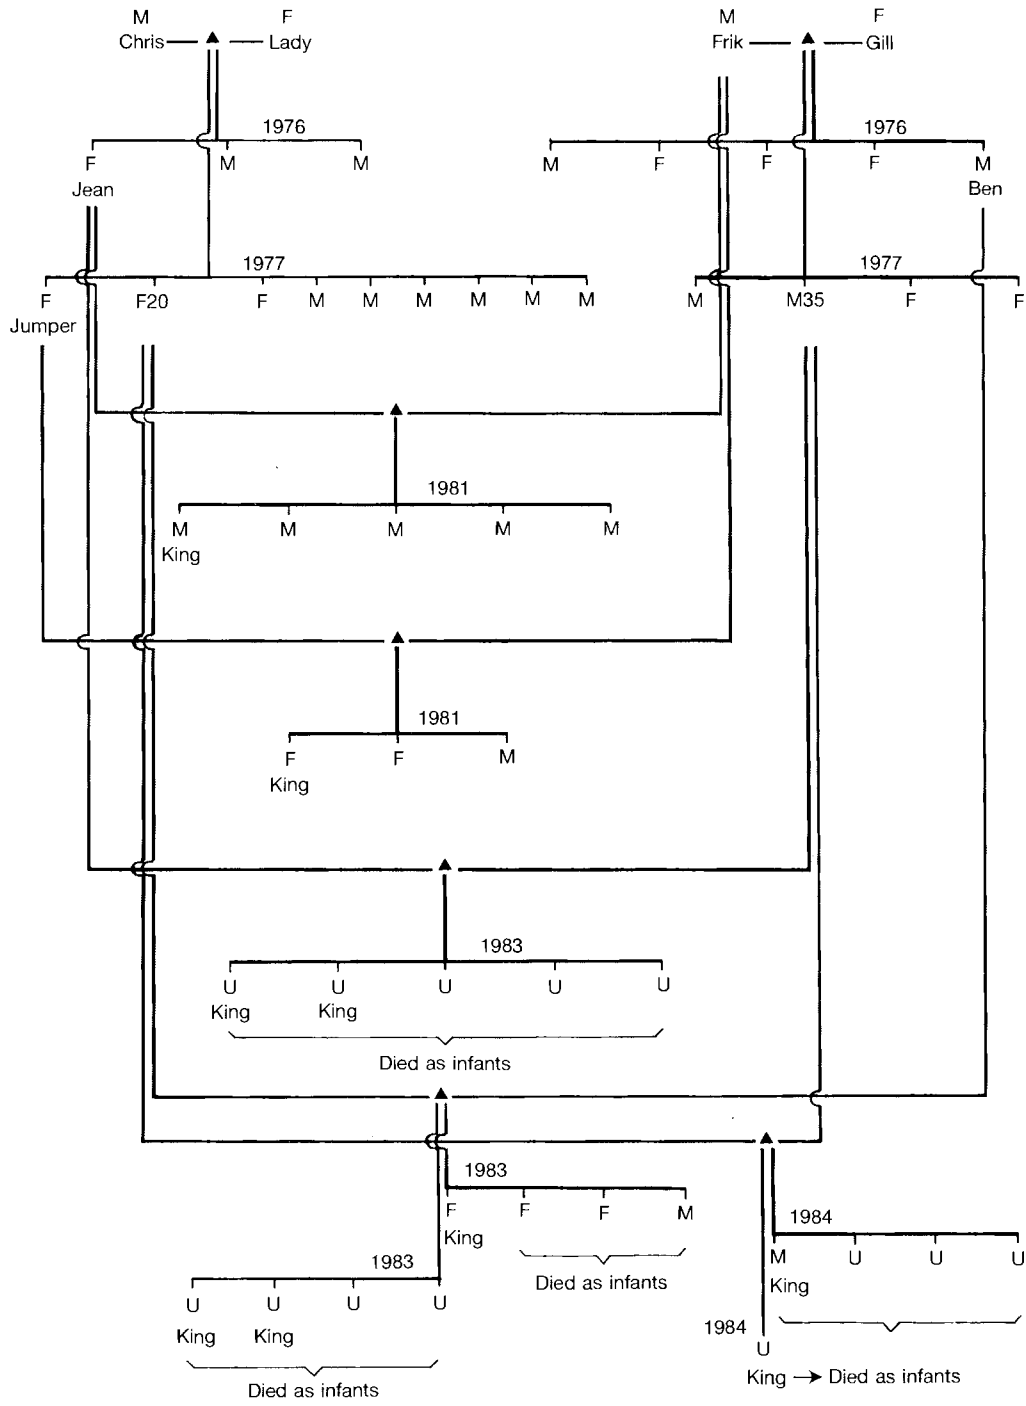 M F M F
Chris Lady Frik Gill
1976 1976
F M M M F F F M
Jean Ben
1977 1977
F F20 F M M M M M M M M35 F F
Jumper
1981
M M M M M
King
1981
F F M
King
1983
U U U U U
King King
Died as infants
1983
F F F M
King
Died as infants
1984
M U U U
King
1983
U U U U
King King
Died as infants
1984
U
King → Died as infants